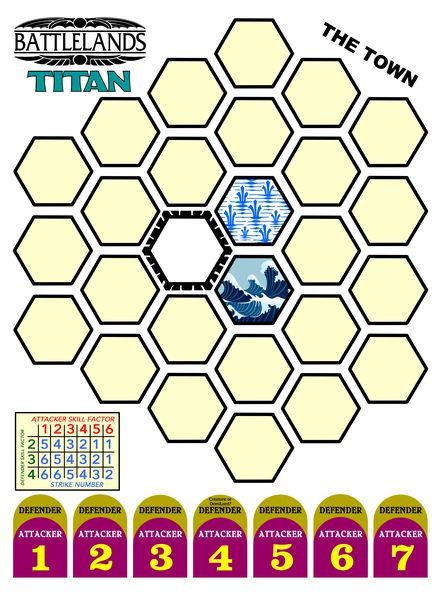 BATTLELANDS
TITAN
THE TOWN
ATTACKER SKILL FACTOR
DEFENDER SKILL FACTOR
1 2 3 4 5 6
2 5 4 3 2 1 1
3 6 5 4 3 2 1
4 6 6 5 4 3 2
STRIKE NUMBER
Creature or
DemiLord?
DEFENDER DEFENDER DEFENDER DEFENDER DEFENDER DEFENDER DEFENDER
ATTACKER ATTACKER ATTACKER ATTACKER ATTACKER ATTACKER ATTACKER
1 2 3 4 5 6 7